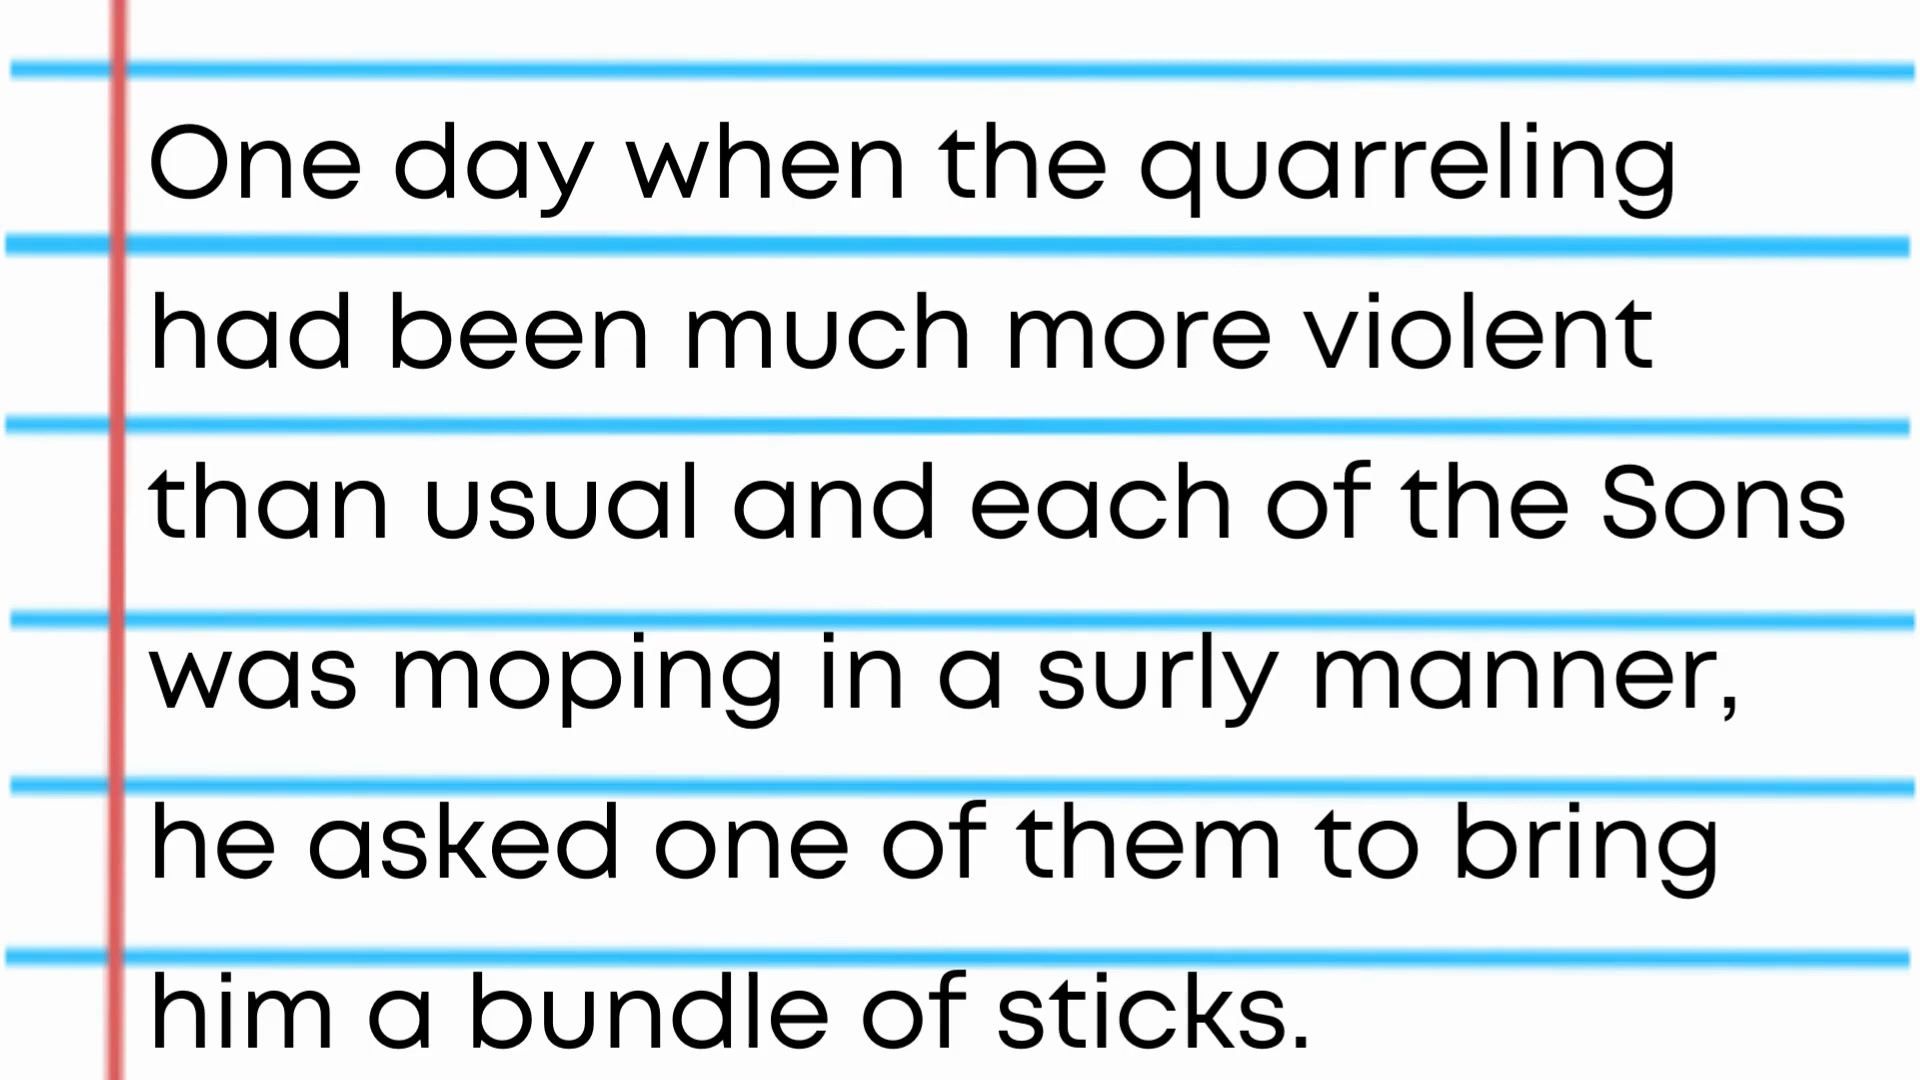 One day when the quarreling
had been much more violent
than usual and each of the Sons
was moping in a surly manner,
he asked one of them to bring
him a bundle of sticks.